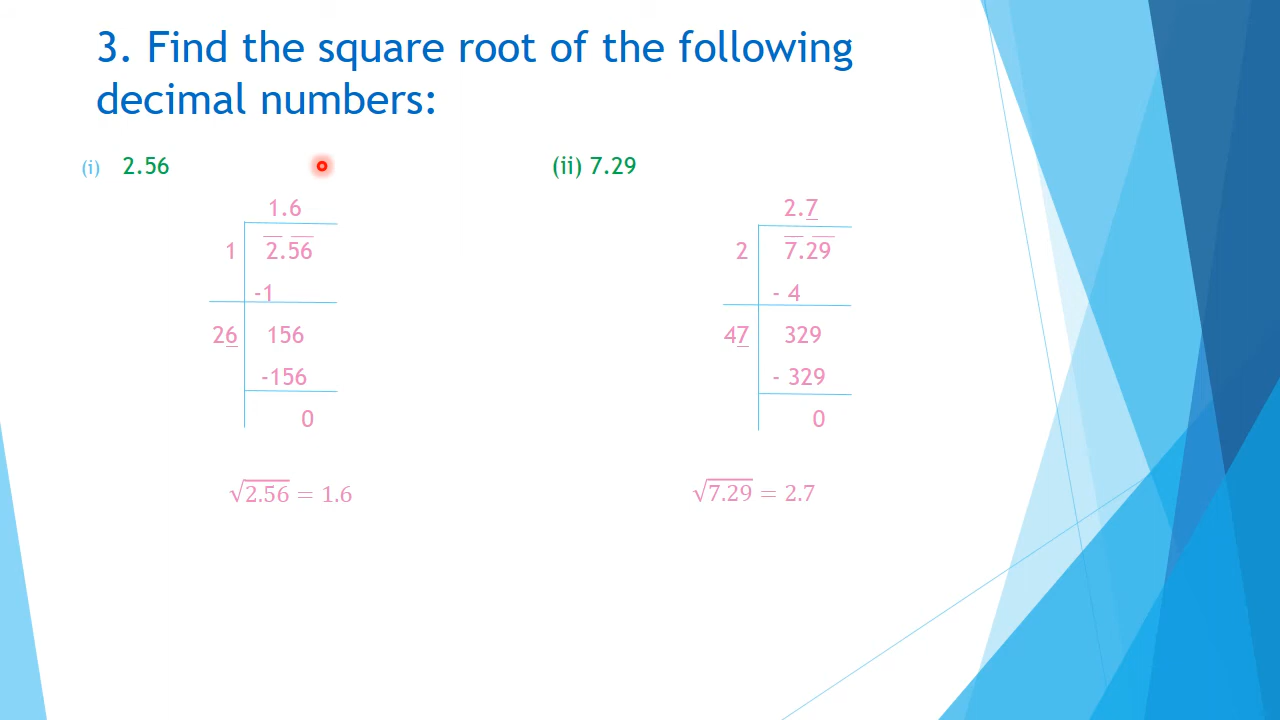 3. Find the square root of the following
decimal numbers:
(i) 2.56
1.6
1 2.56
-1
26 156
-156
0
√2.56 = 1.6
(ii) 7.29
2.7
2 7.29
- 4
47 329
- 329
0
√7.29 = 2.7